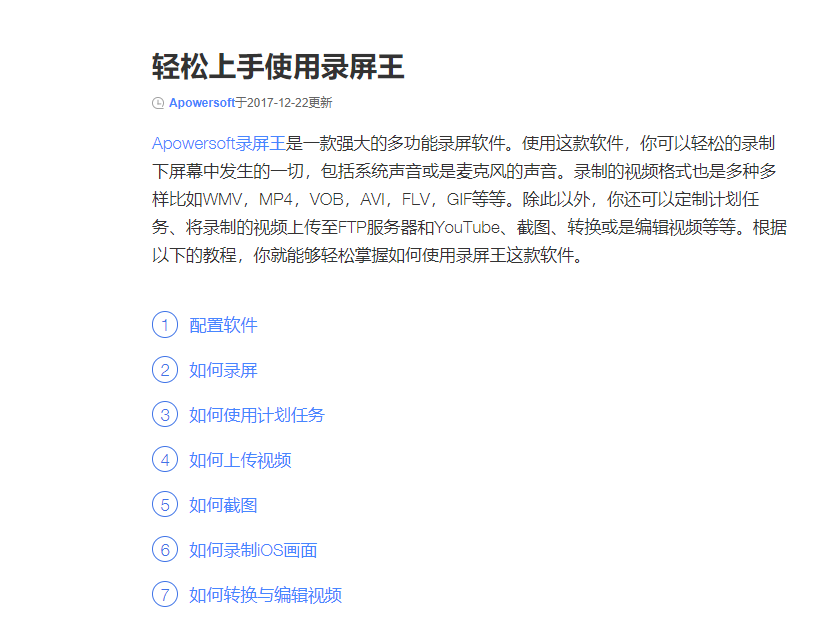 轻松上手使用录屏王
Apowersoft于2017-12-22更新
Apowersoft录屏王是一款强大的多功能录屏软件。使用这款软件，你可以轻松的录制
下屏幕中发生的一切，包括系统声音或是麦克风的声音。录制的视频格式也是多种多
样比如WMV，MP4，VOB，AVI，FLV，GIF等等。除此以外，你还可以定制计划任
务、将录制的视频上传至FTP服务器和YouTube、截图、转换或是编辑视频等等。根据
以下的教程，你就能够轻松掌握如何使用录屏王这款软件。
1 配置软件
2 如何录屏
3 如何使用计划任务
4 如何上传视频
5 如何截图
6 如何录制iOS画面
7 如何转换与编辑视频